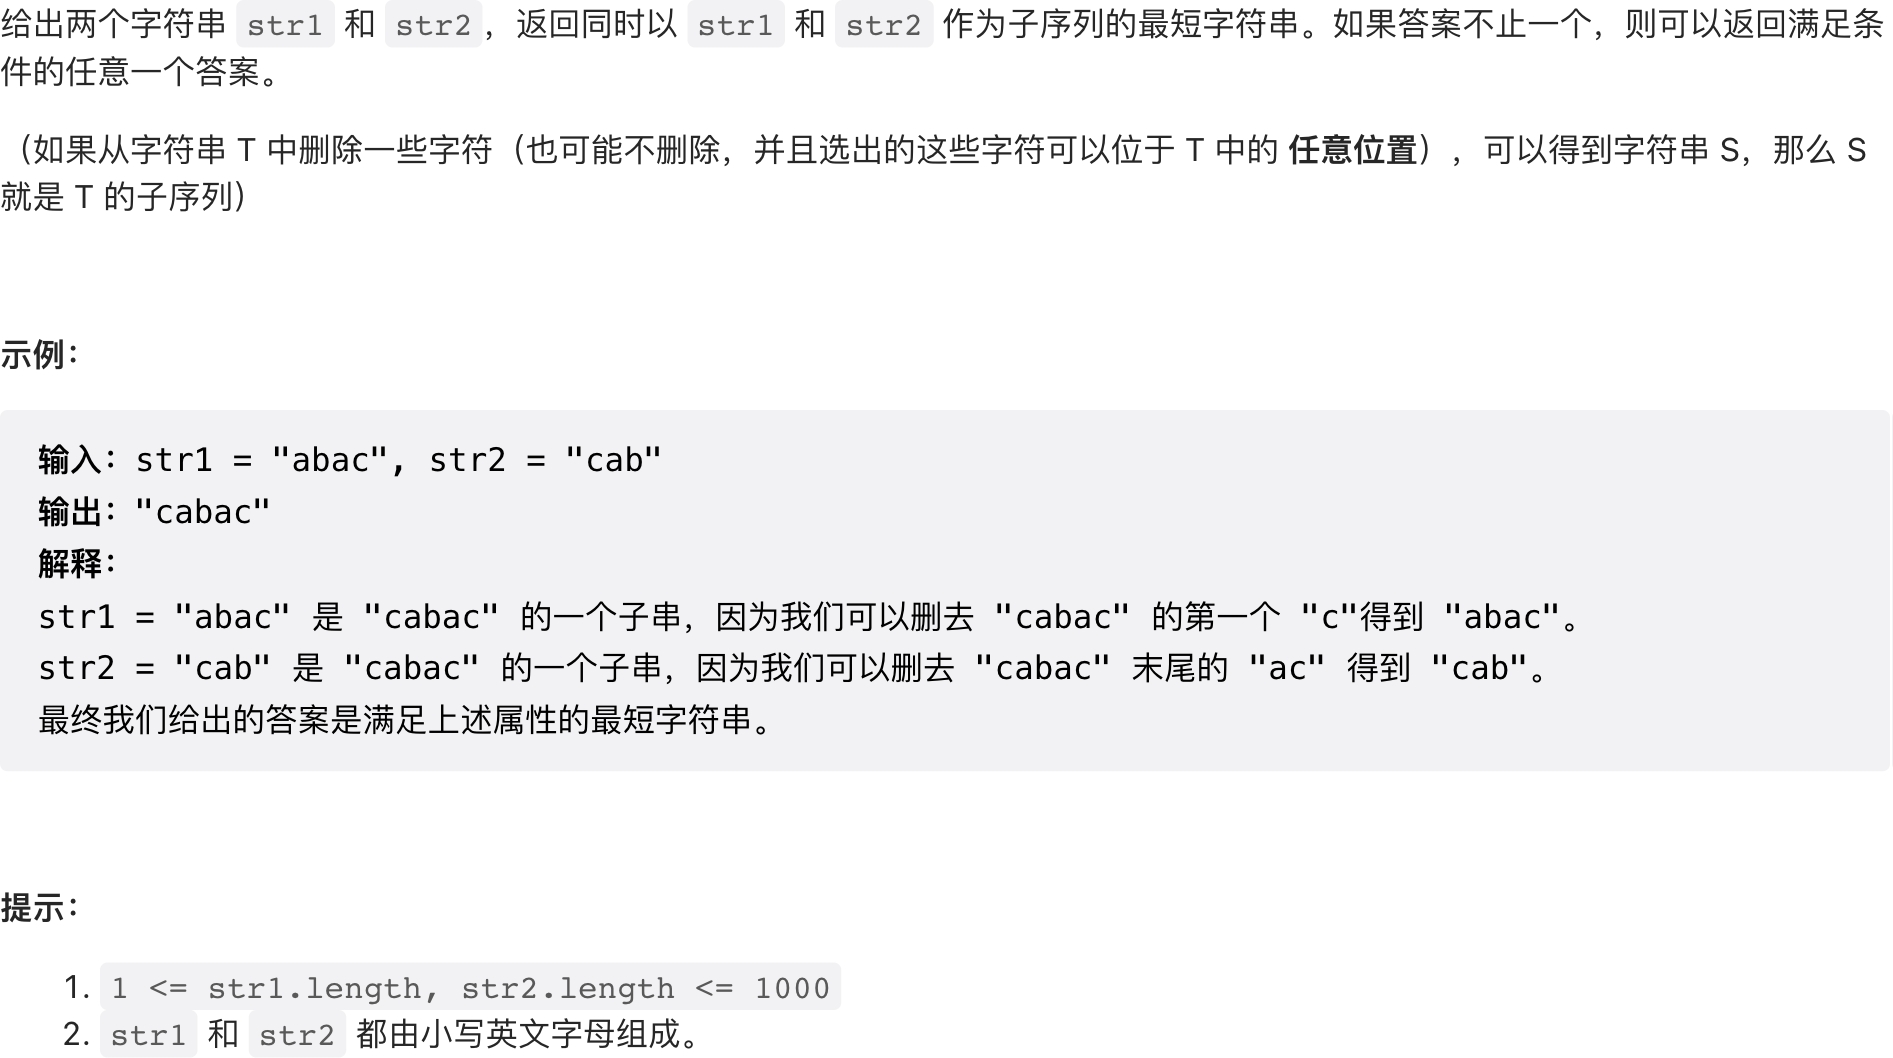 给出两个字符串 str1 和 str2，返回同时以 str1 和 str2 作为子序列的最短字符串。如果答案不止一个，则可以返回满足条
件的任意一个答案。
（如果从字符串 T 中删除一些字符（也可能不删除，并且选出的这些字符可以位于 T 中的 任意位置），可以得到字符串 S，那么 S
就是 T 的子序列）
示例：
输入：str1 = "abac", str2 = "cab"
输出："cabac"
解释：
str1 = "abac" 是 "cabac" 的一个子串，因为我们可以删去 "cabac" 的第一个 "c"得到 "abac"。
str2 = "cab" 是 "cabac" 的一个子串，因为我们可以删去 "cabac" 末尾的 "ac" 得到 "cab"。
最终我们给出的答案是满足上述属性的最短字符串。
提示：
1. 1 <= str1.length, str2.length <= 1000
2. str1 和 str2 都由小写英文字母组成。